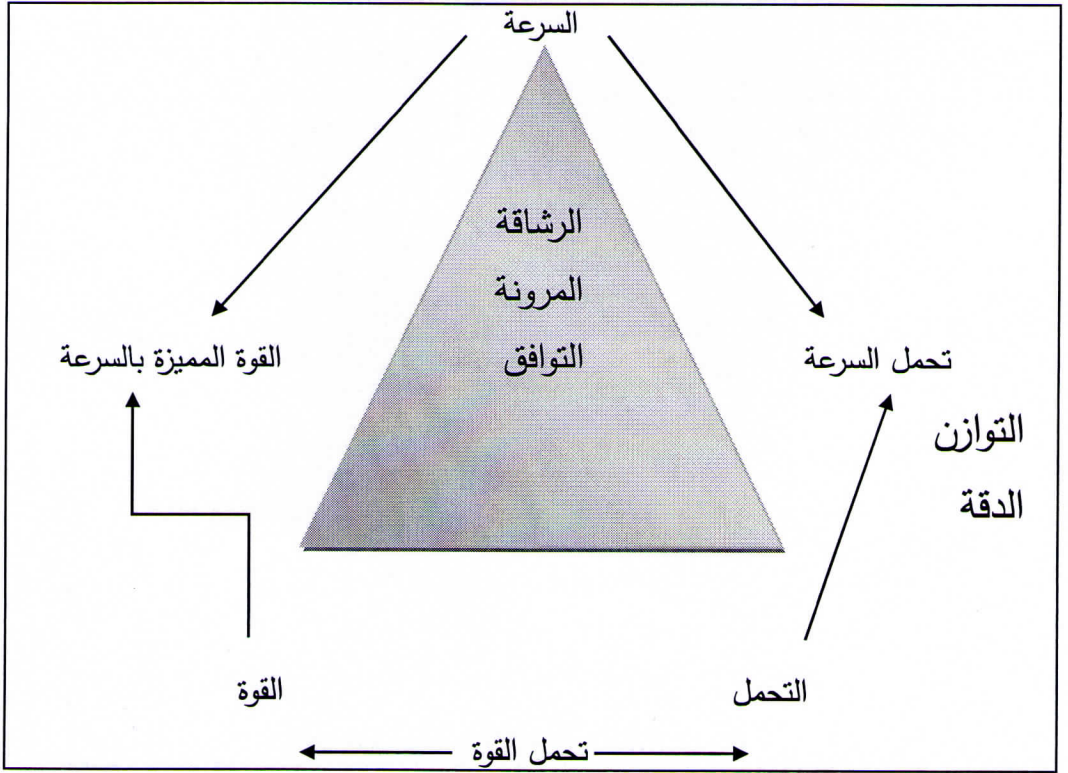 السرعة
الرشاقة
المرونة
التوافق
تحمل السرعة
القوة المميزة بالسرعة
التوازن
الدقة
التحمل
القوة
تحمل القوة